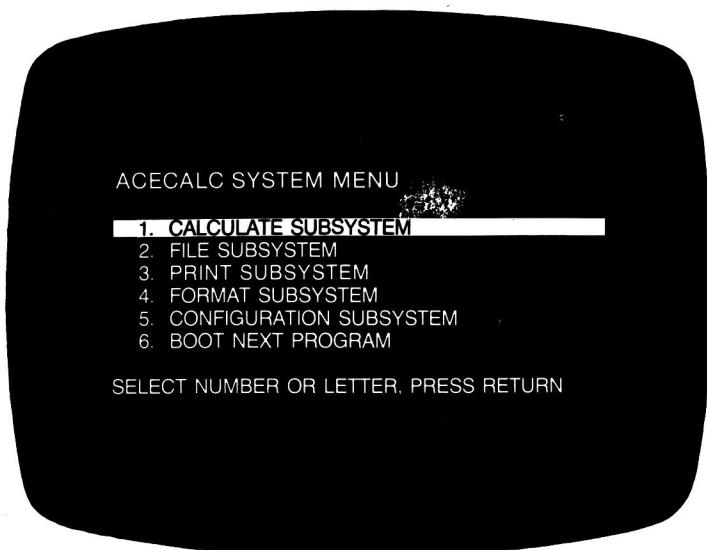 ACECALC SYSTEM MENU
1. CALCULATE SUBSYSTEM
2. FILE SUBSYSTEM
3. PRINT SUBSYSTEM
4. FORMAT SUBSYSTEM
5. CONFIGURATION SUBSYSTEM
6. BOOT NEXT PROGRAM
SELECT NUMBER OR LETTER, PRESS RETURN